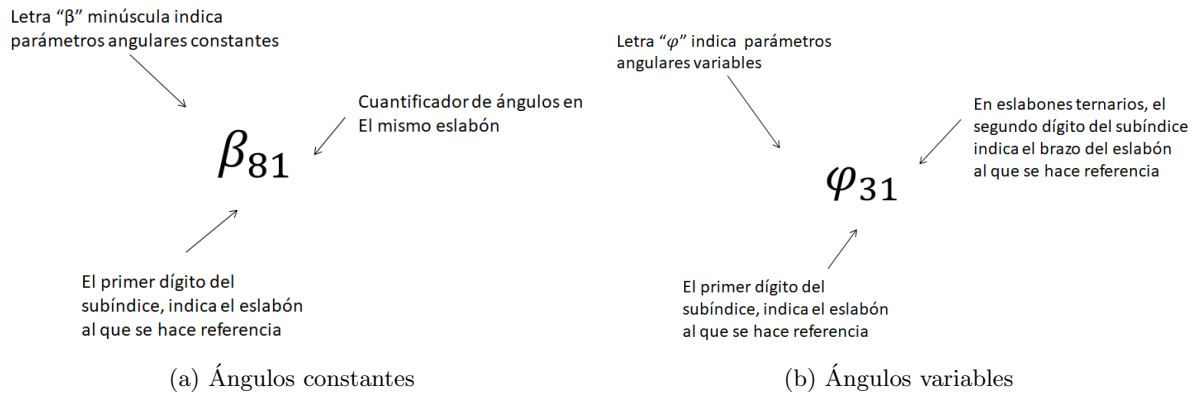 Letra “β” minúscula indica
parámetros angulares constantes
Cuantificador de ángulos en
El mismo eslabón
β81
El primer dígito del
subíndice, indica el eslabón
al que se hace referencia
(a) Ángulos constantes
Letra “φ” indica parámetros
angulares variables
En eslabones ternarios, el
segundo dígito del subíndice
indica el brazo del eslabón
al que se hace referencia
φ31
El primer dígito del
subíndice, indica el eslabón
al que se hace referencia
(b) Ángulos variables